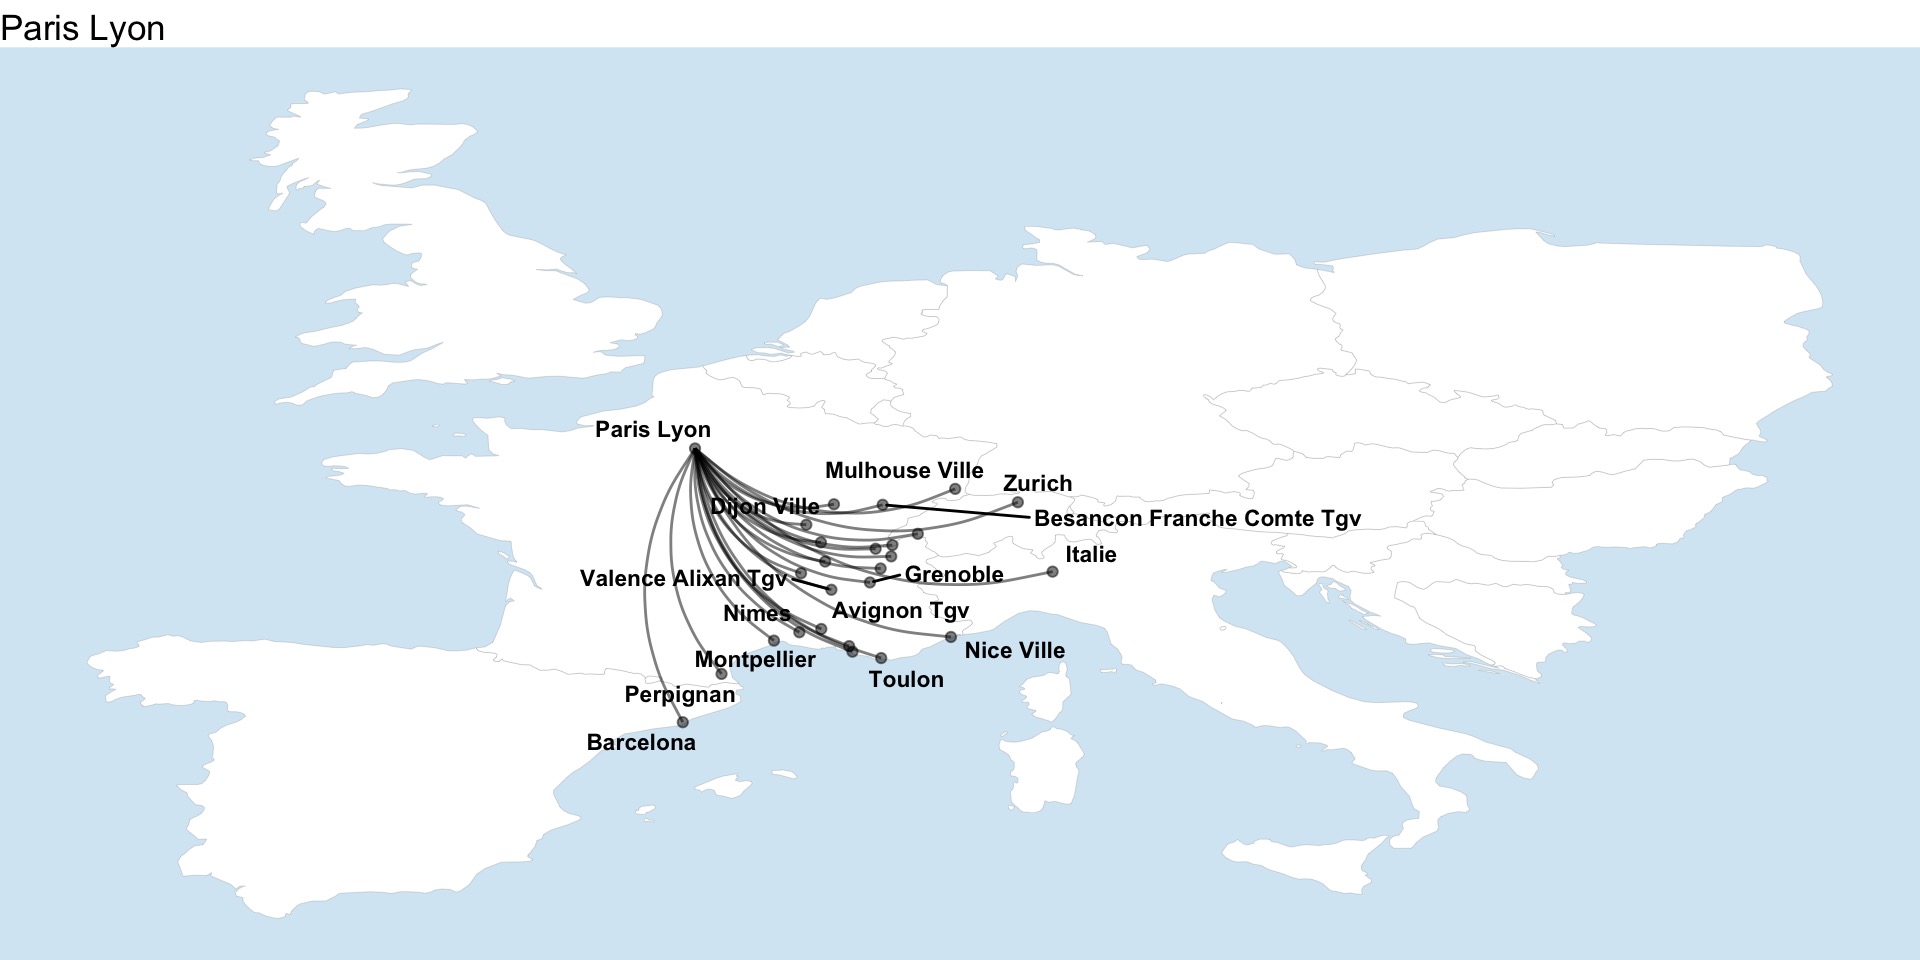 Paris Lyon
Paris Lyon
Mulhouse Ville
Zurich
Dijon Ville
Besancon Franche Comte Tgv
Italie
Valence Alixan Tgv
Grenoble
Nimes
Avignon Tgv
Nice Ville
Montpellier
Toulon
Perpignan
Barcelona